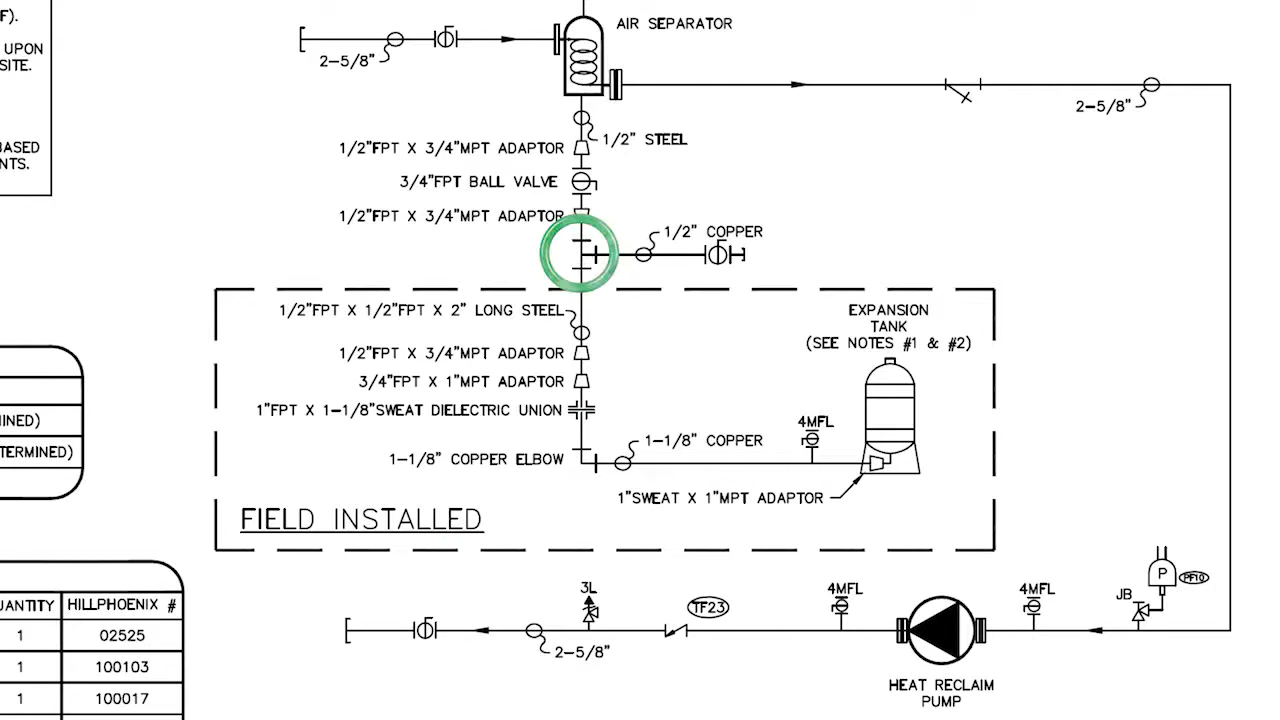 F).
UPON
SITE.
BASED
NTS.
AIR SEPARATOR
2-5/8"
2-5/8"
1/2" STEEL
1/2"FPT X 3/4"MPT ADAPTOR
3/4"FPT BALL VALVE
1/2"FPT X 3/4"MPT ADAPTOR
1/2" COPPER
1/2"FPT X 1/2"FPT X 2" LONG STEEL
EXPANSION
TANK
(SEE NOTES #1 & #2)
1/2"FPT X 3/4"MPT ADAPTOR
3/4"FPT X 1"MPT ADAPTOR
1"FPT X 1-1/8"SWEAT DIELECTRIC UNION
4MFL
1-1/8" COPPER
1-1/8" COPPER ELBOW
1"SWEAT X 1"MPT ADAPTOR
FIELD INSTALLED
INED)
TERMINED)
UANTITY HILLPHOENIX #
1 02525
1 100103
1 100017
3L
TF23
4MFL
4MFL
JB
P
PF10
2-5/8"
HEAT RECLAIM
PUMP